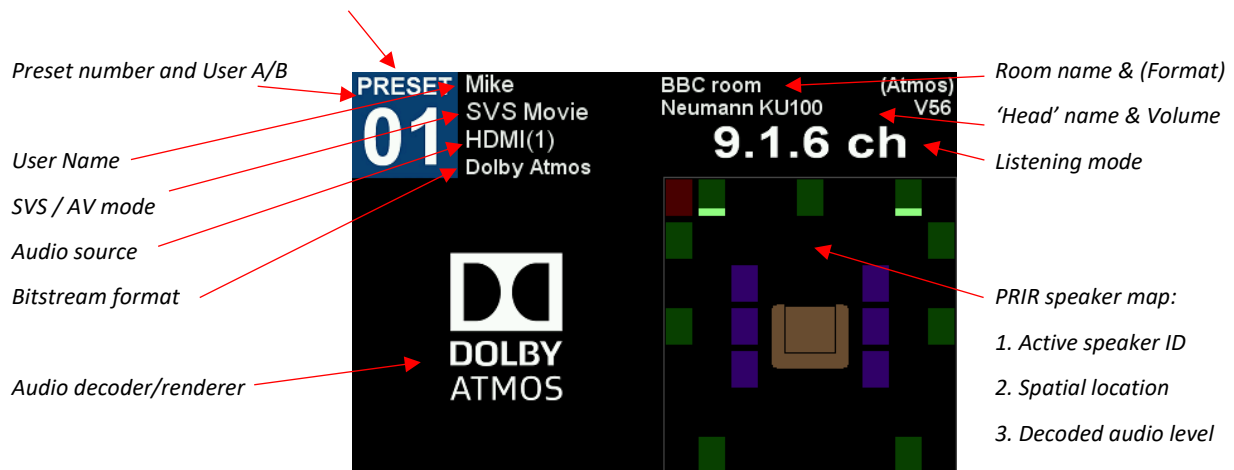 Preset number and User A/B
User Name
SVS / AV mode
Audio source
Bitstream format
Audio decoder/renderer
PRESET
01
Mike
SVS Movie
HDMI(1)
Dolby Atmos
DOLBY
ATMOS
BBC room (Atmos)
Neumann KU100 V56
9.1.6 ch
Room name & (Format)
‘Head’ name & Volume
Listening mode
PRIR speaker map:
1. Active speaker ID
2. Spatial location
3. Decoded audio level